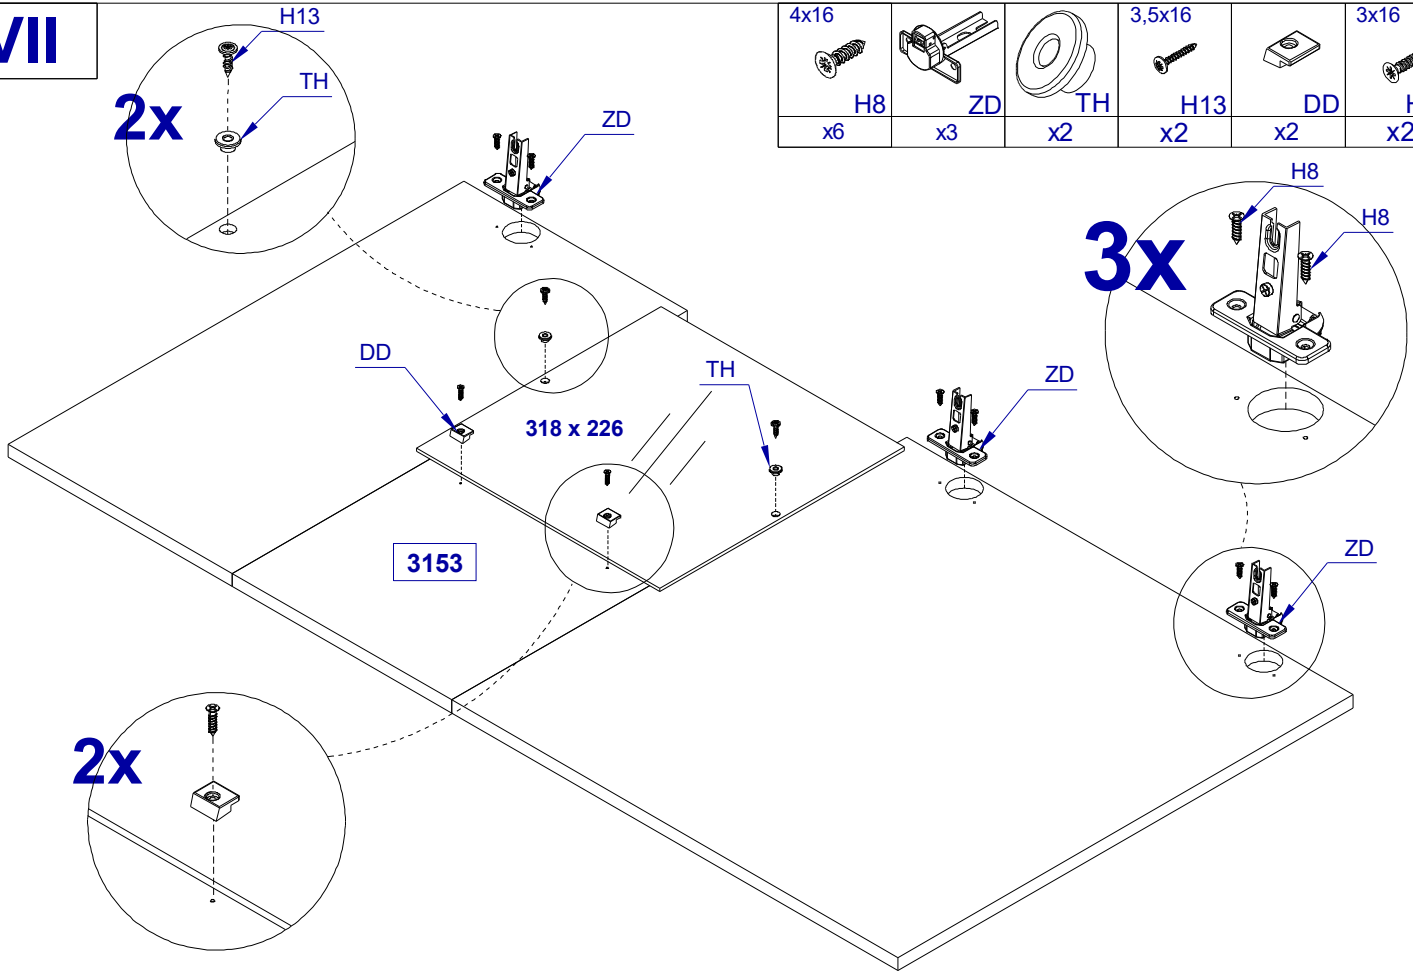 VII
4x16
H8
x6
ZD
x3
TH
x2
3,5x16
H13
x2
DD
x2
3x16
x2
H13
TH
2x
ZD
H8
H8
3x
DD
TH
ZD
318 x 226
3153
ZD
2x